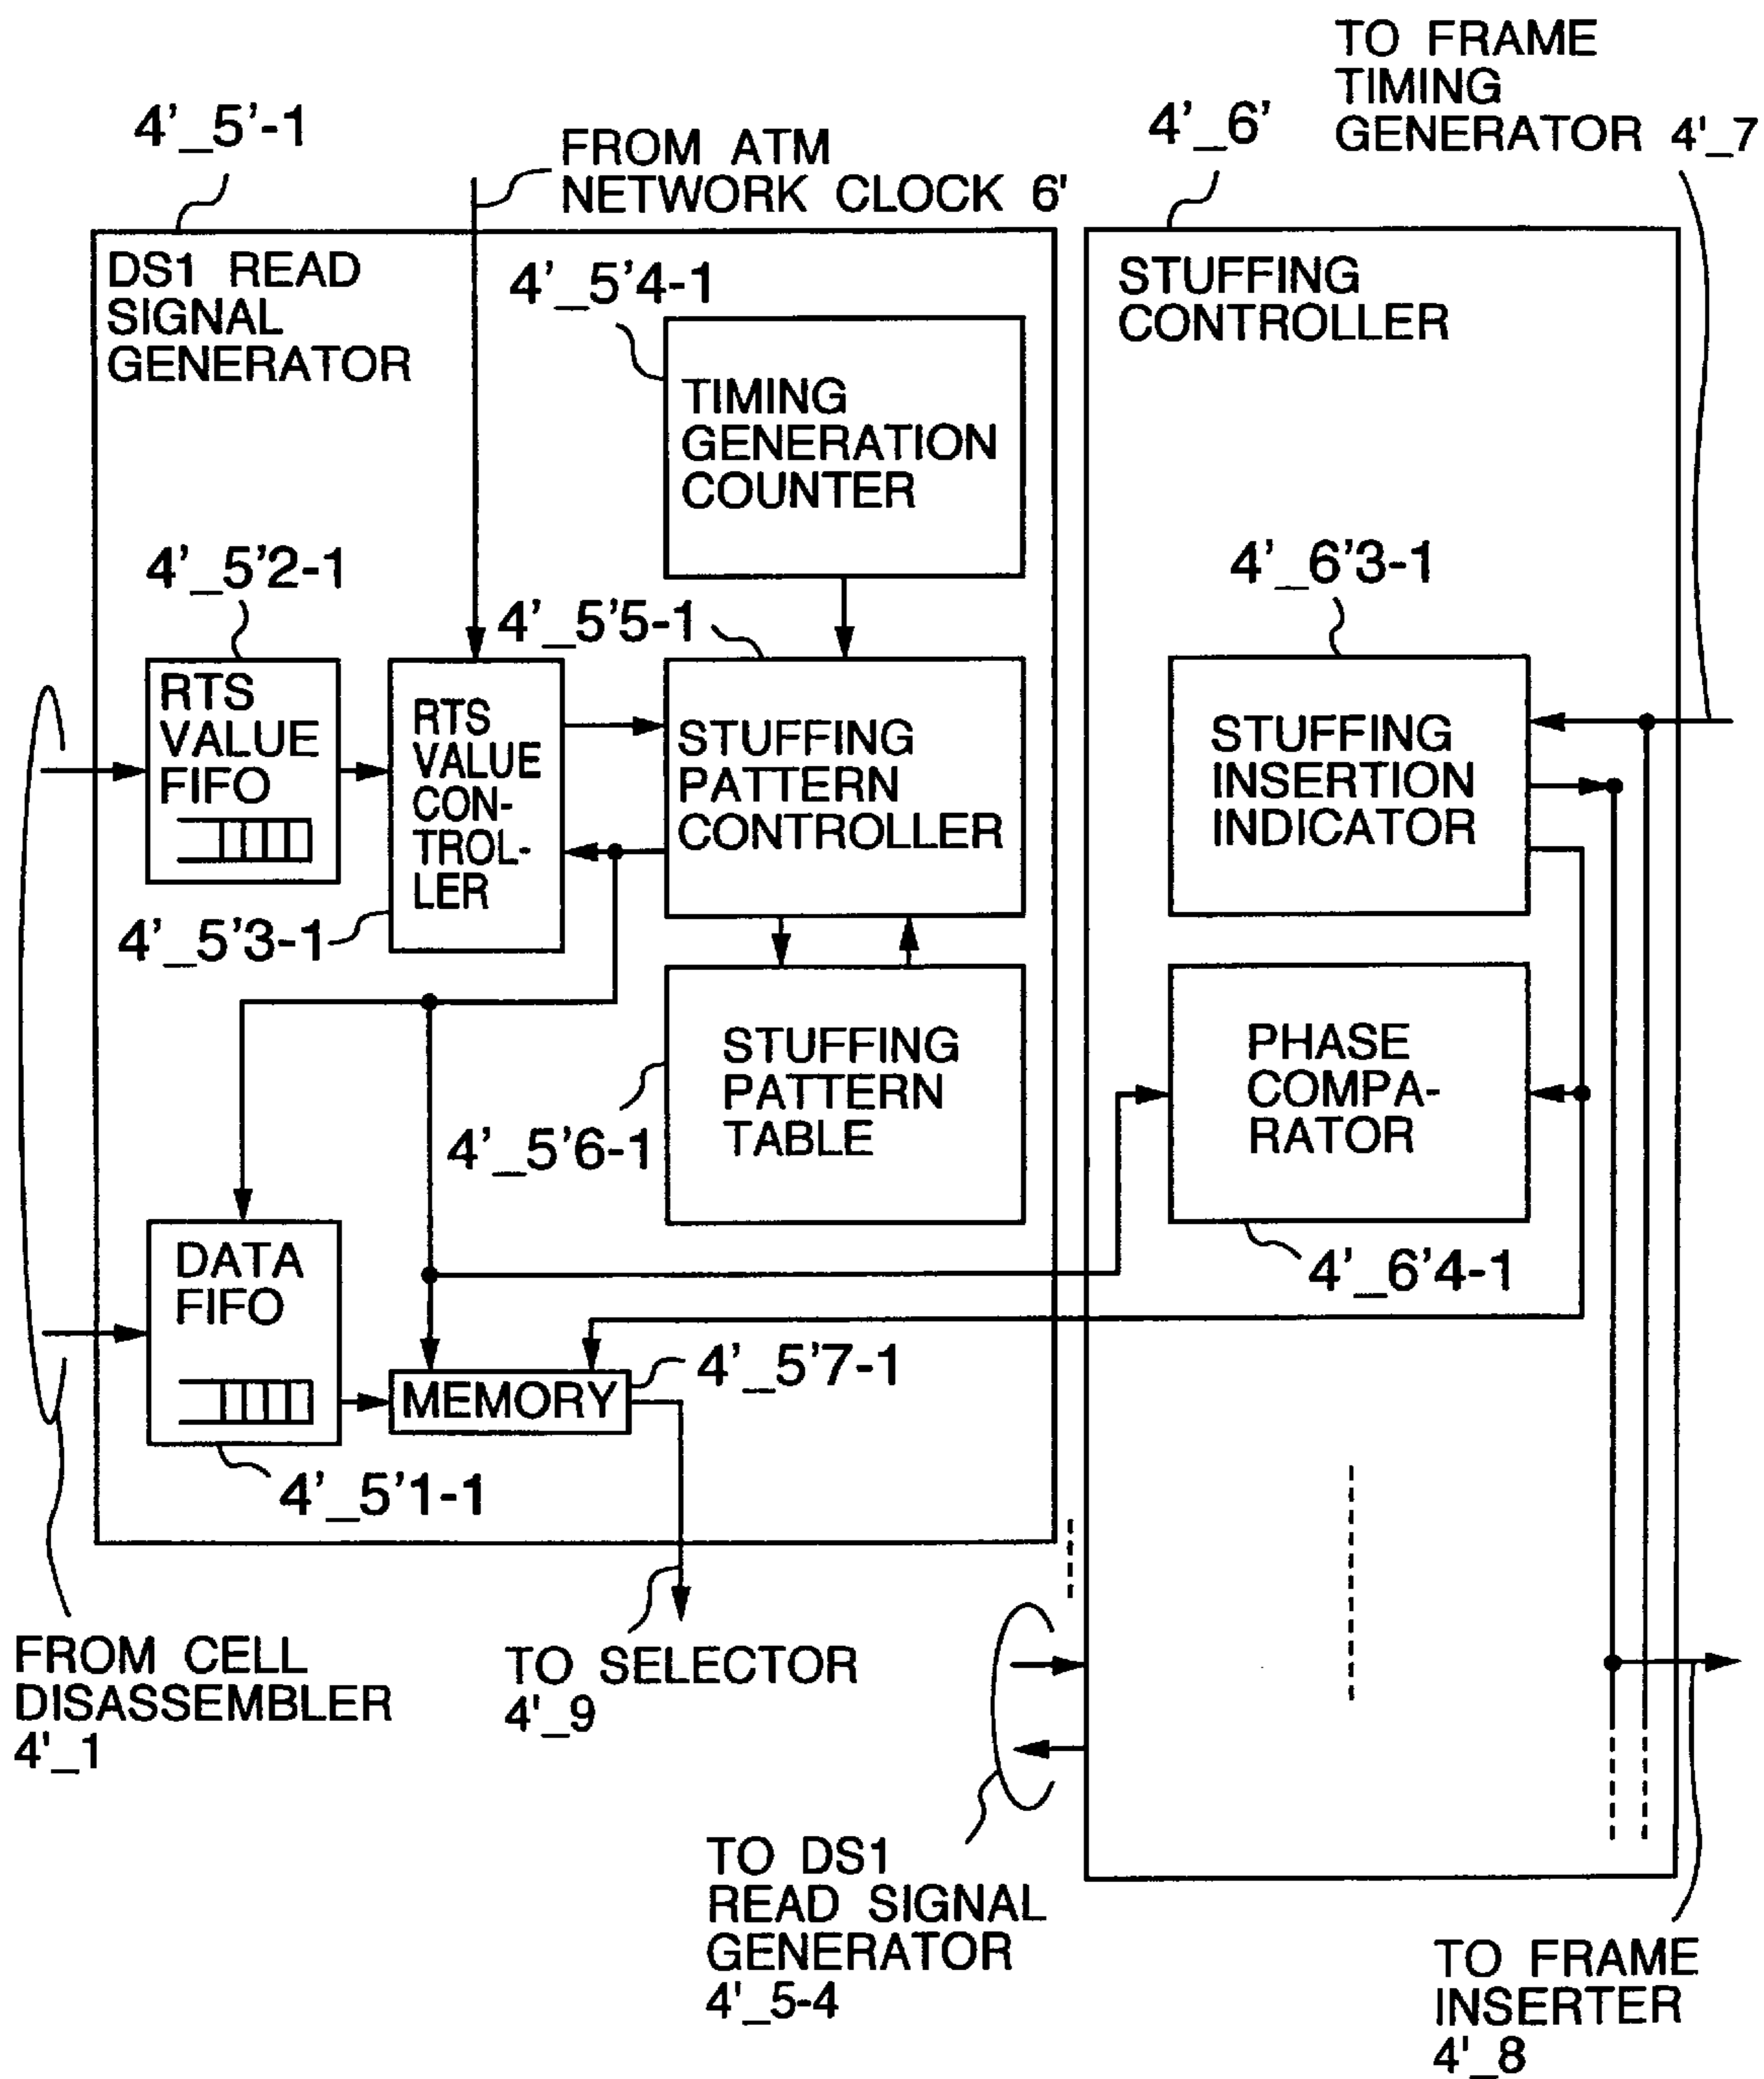 TO FRAME
TIMING
GENERATOR 4'_7
4'_5'-1
FROM ATM
NETWORK CLOCK 6'
4'_6'
DS1 READ
SIGNAL
GENERATOR
4'_5'4-1
TIMING
GENERATION
COUNTER
STUFFING
CONTROLLER
4'_5'2-1
RTS
VALUE
FIFO
4'_5'3-1
RTS
VALUE
CON-
TROL-
LER
4'_5'5-1
STUFFING
PATTERN
CONTROLLER
4'_6'3-1
STUFFING
INSERTION
INDICATOR
STUFFING
PATTERN
TABLE
4'_5'6-1
PHASE
COMPA-
RATOR
4'_6'4-1
DATA
FIFO
4'_5'1-1
MEMORY
4'_5'7-1
FROM CELL
DISASSEMBLER
4'_1
TO SELECTOR
4'_9
TO DS1
READ SIGNAL
GENERATOR
4'_5-4
TO FRAME
INSERTER
4'_8